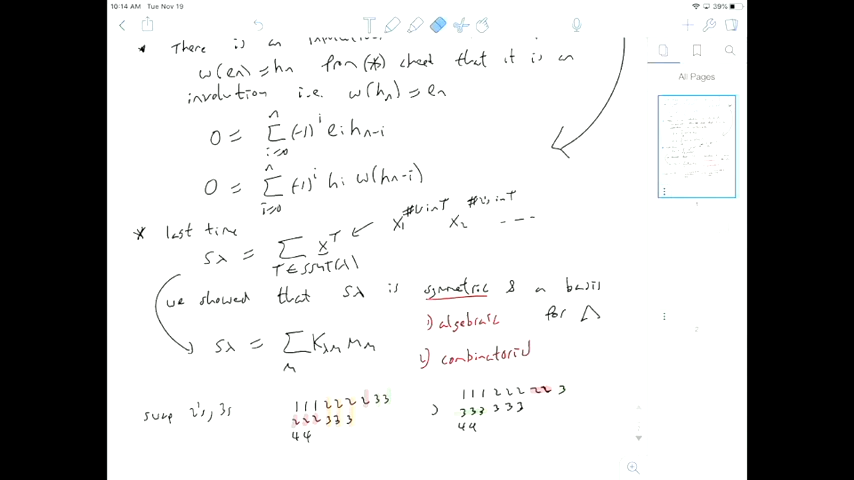 10:14 AM Tue Nov 19
39%
All Pages
* There is an
w(en) = hn from (*) check that it is an
involution i.e. w(hn) = en
0 = n Σ i=0 (-1)^i ei hn-i
0 = n Σ i=0 (-1)^i hi w(hn-i)
* last time
sλ = Σ T ∈ SSYT(λ) x^T ← x1^#1's in T x2^#2's in T ---
we showed that sλ is symmetric & a basis
for Λ
1) algebraic
sλ = Σ μ Kλμ mμ
2) combinatorial
swap 2's, 3s
1 1 1 2 2 2 2 2 3 3
2 2 2 3 3 3
4 4
)
1 1 1 2 2 2 2 2 3
3 3 3 3 3 3
4 4